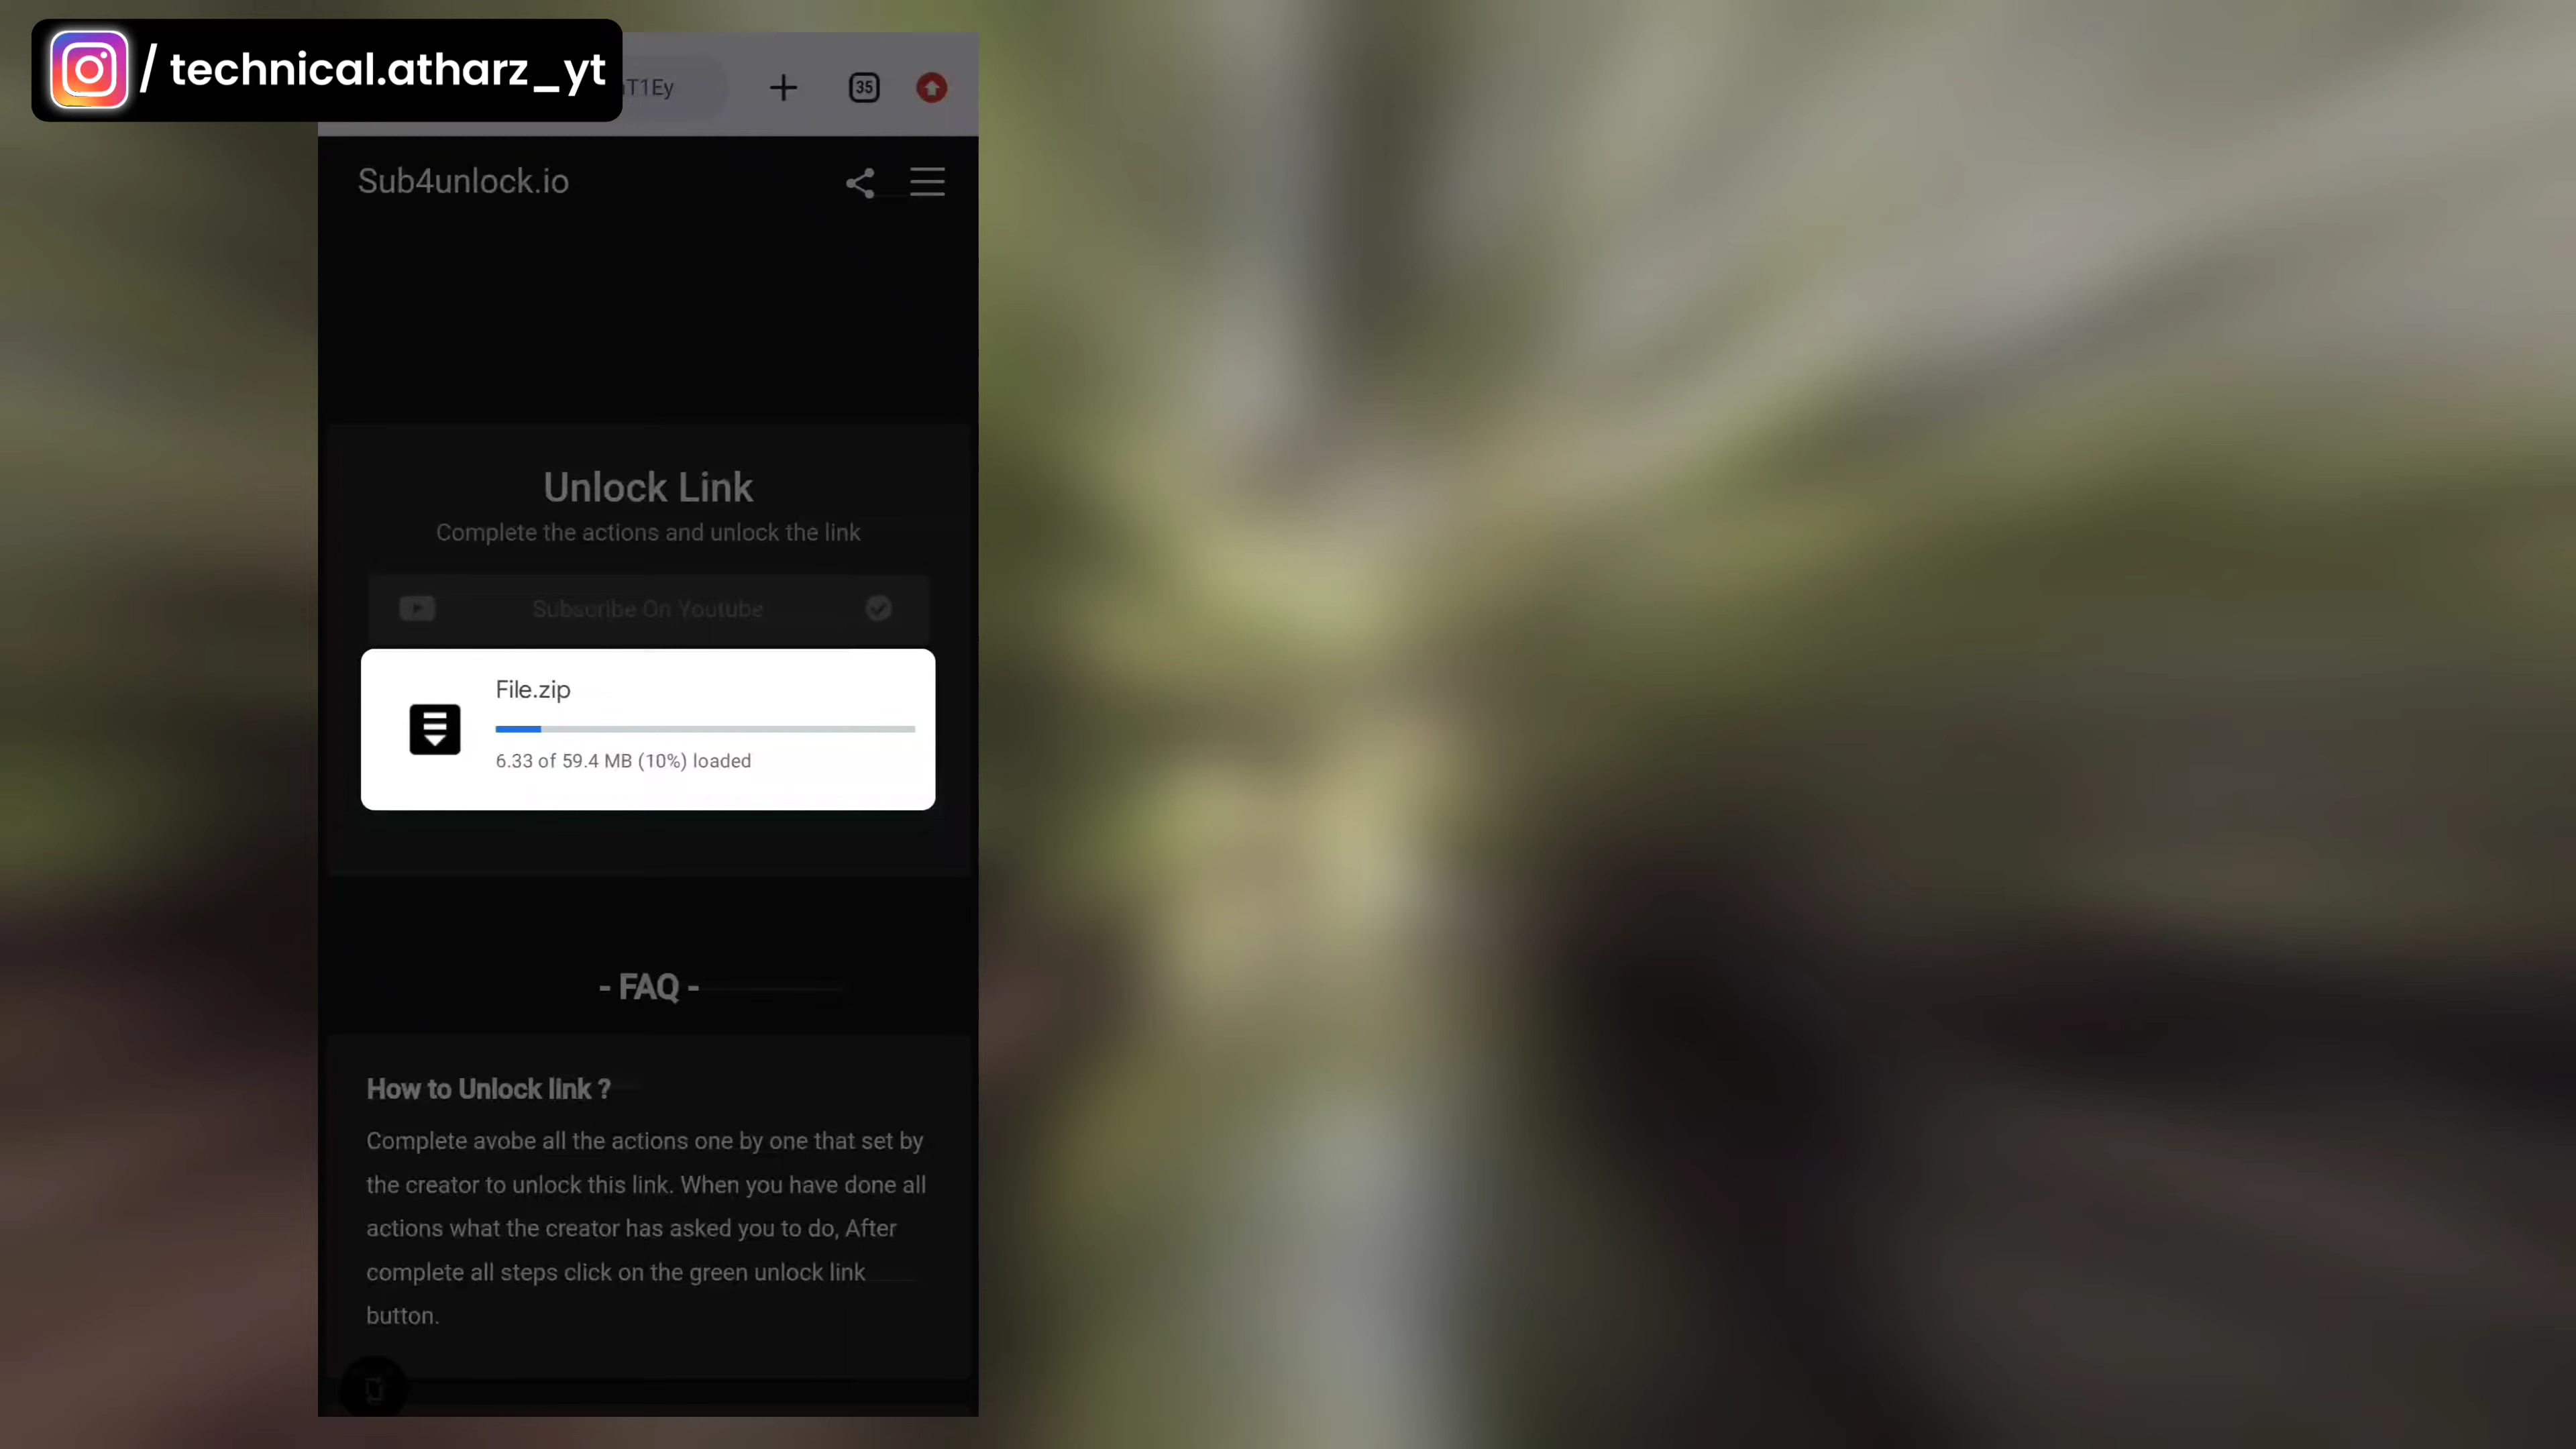 / technical.atharz_yt
T1Ey
35
Sub4unlock.io
Unlock Link
Complete the actions and unlock the link
Subscribe On Youtube
File.zip
6.33 of 59.4 MB (10%) loaded
- FAQ -
How to Unlock link ?
Complete avobe all the actions one by one that set by
the creator to unlock this link. When you have done all
actions what the creator has asked you to do, After
complete all steps click on the green unlock link
button.